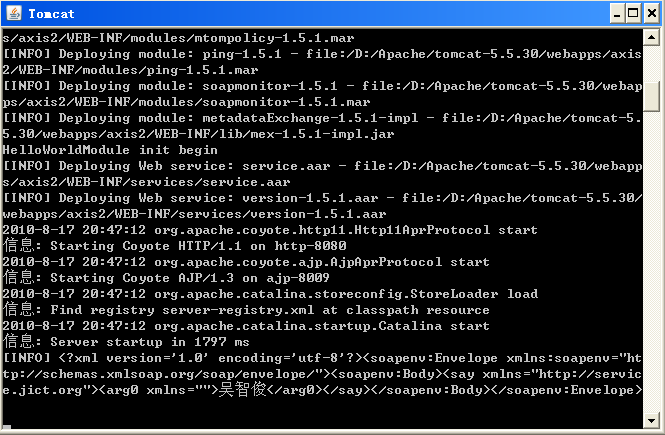 Tomcat
s/axis2/WEB-INF/modules/mtompolicy-1.5.1.mar
[INFO] Deploying module: ping-1.5.1 - file:/D:/Apache/tomcat-5.5.30/webapps/axis
2/WEB-INF/modules/ping-1.5.1.mar
[INFO] Deploying module: soapmonitor-1.5.1 - file:/D:/Apache/tomcat-5.5.30/webap
ps/axis2/WEB-INF/modules/soapmonitor-1.5.1.mar
[INFO] Deploying module: metadataExchange-1.5.1-impl - file:/D:/Apache/tomcat-5.
5.30/webapps/axis2/WEB-INF/lib/mex-1.5.1-impl.jar
HelloWorldModule init begin
[INFO] Deploying Web service: service.aar - file:/D:/Apache/tomcat-5.5.30/webapp
s/axis2/WEB-INF/services/service.aar
[INFO] Deploying Web service: version-1.5.1.aar - file:/D:/Apache/tomcat-5.5.30/
webapps/axis2/WEB-INF/services/version-1.5.1.aar
2010-8-17 20:47:12 org.apache.coyote.http11.Http11AprProtocol start
信息: Starting Coyote HTTP/1.1 on http-8080
2010-8-17 20:47:12 org.apache.coyote.ajp.AjpAprProtocol start
信息: Starting Coyote AJP/1.3 on ajp-8009
2010-8-17 20:47:12 org.apache.catalina.storeconfig.StoreLoader load
信息: Find registry server-registry.xml at classpath resource
2010-8-17 20:47:12 org.apache.catalina.startup.Catalina start
信息: Server startup in 1797 ms
[INFO] <?xml version='1.0' encoding='utf-8'?><soapenv:Envelope xmlns:soapenv="ht
tp://schemas.xmlsoap.org/soap/envelope/"><soapenv:Body><say xmlns="http://servic
e.jict.org"><arg0 xmlns="">吴智俊</arg0></say></soapenv:Body></soapenv:Envelope>